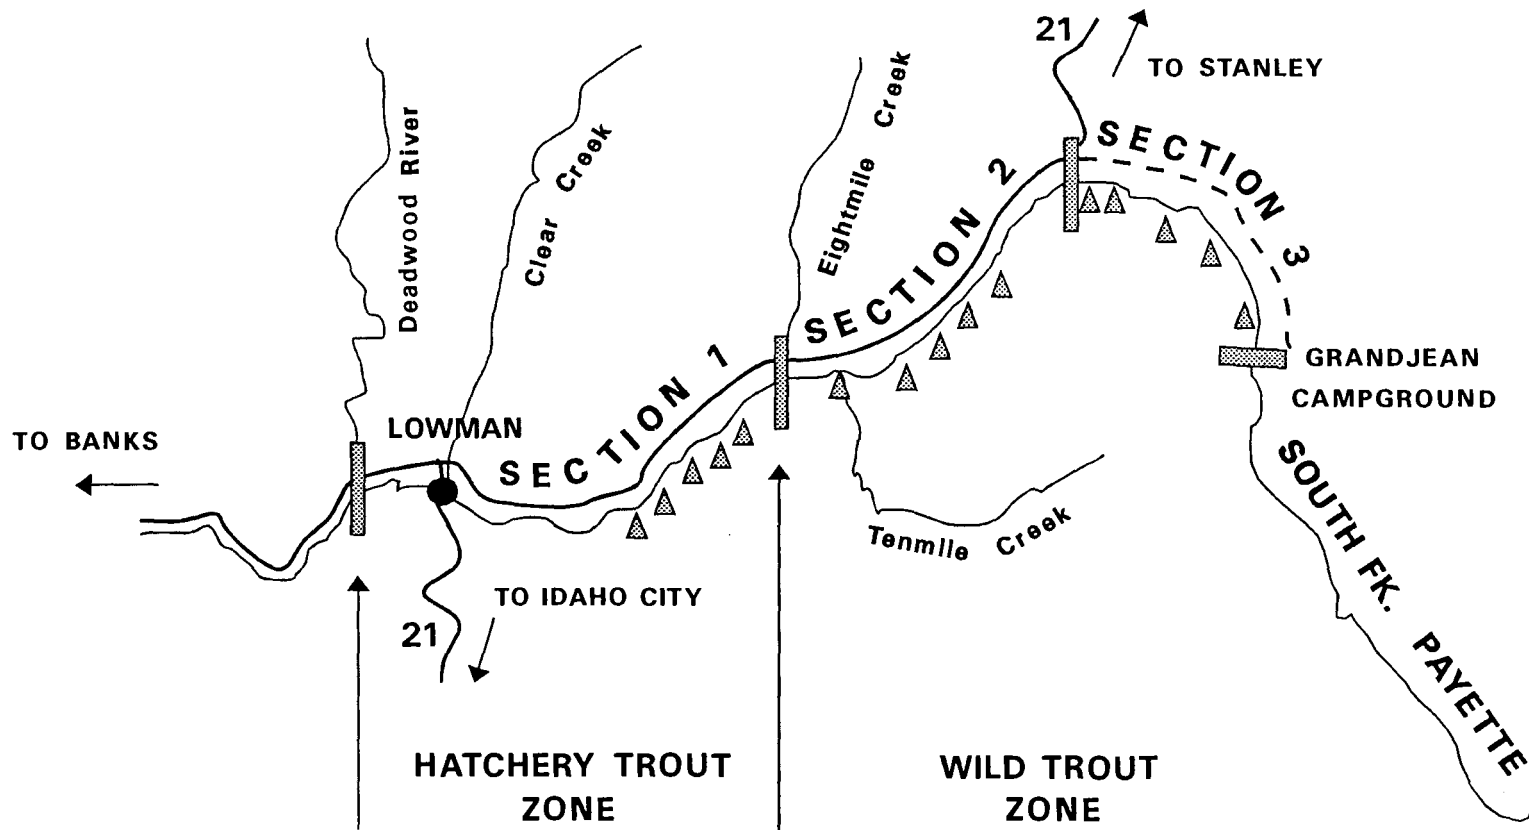 21
TO STANLEY
Deadwood River
Clear Creek
Eightmile Creek
SECTION 3
SECTION 2
SECTION 1
GRANDJEAN
CAMPGROUND
LOWMAN
TO BANKS
Tenmile Creek
SOUTH FK. PAYETTE
TO IDAHO CITY
21
HATCHERY TROUT
ZONE
WILD TROUT
ZONE